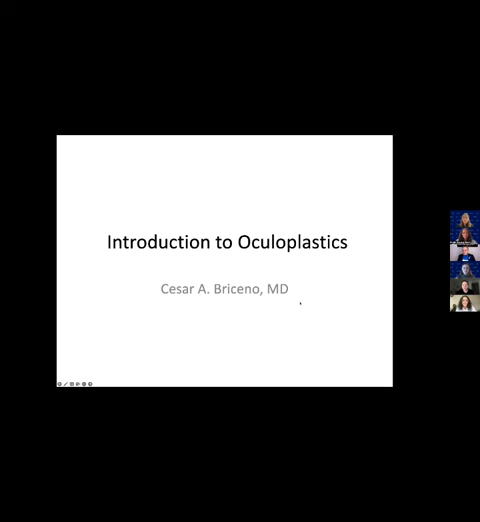 Introduction to Oculoplastics
Cesar A. Briceno, MD